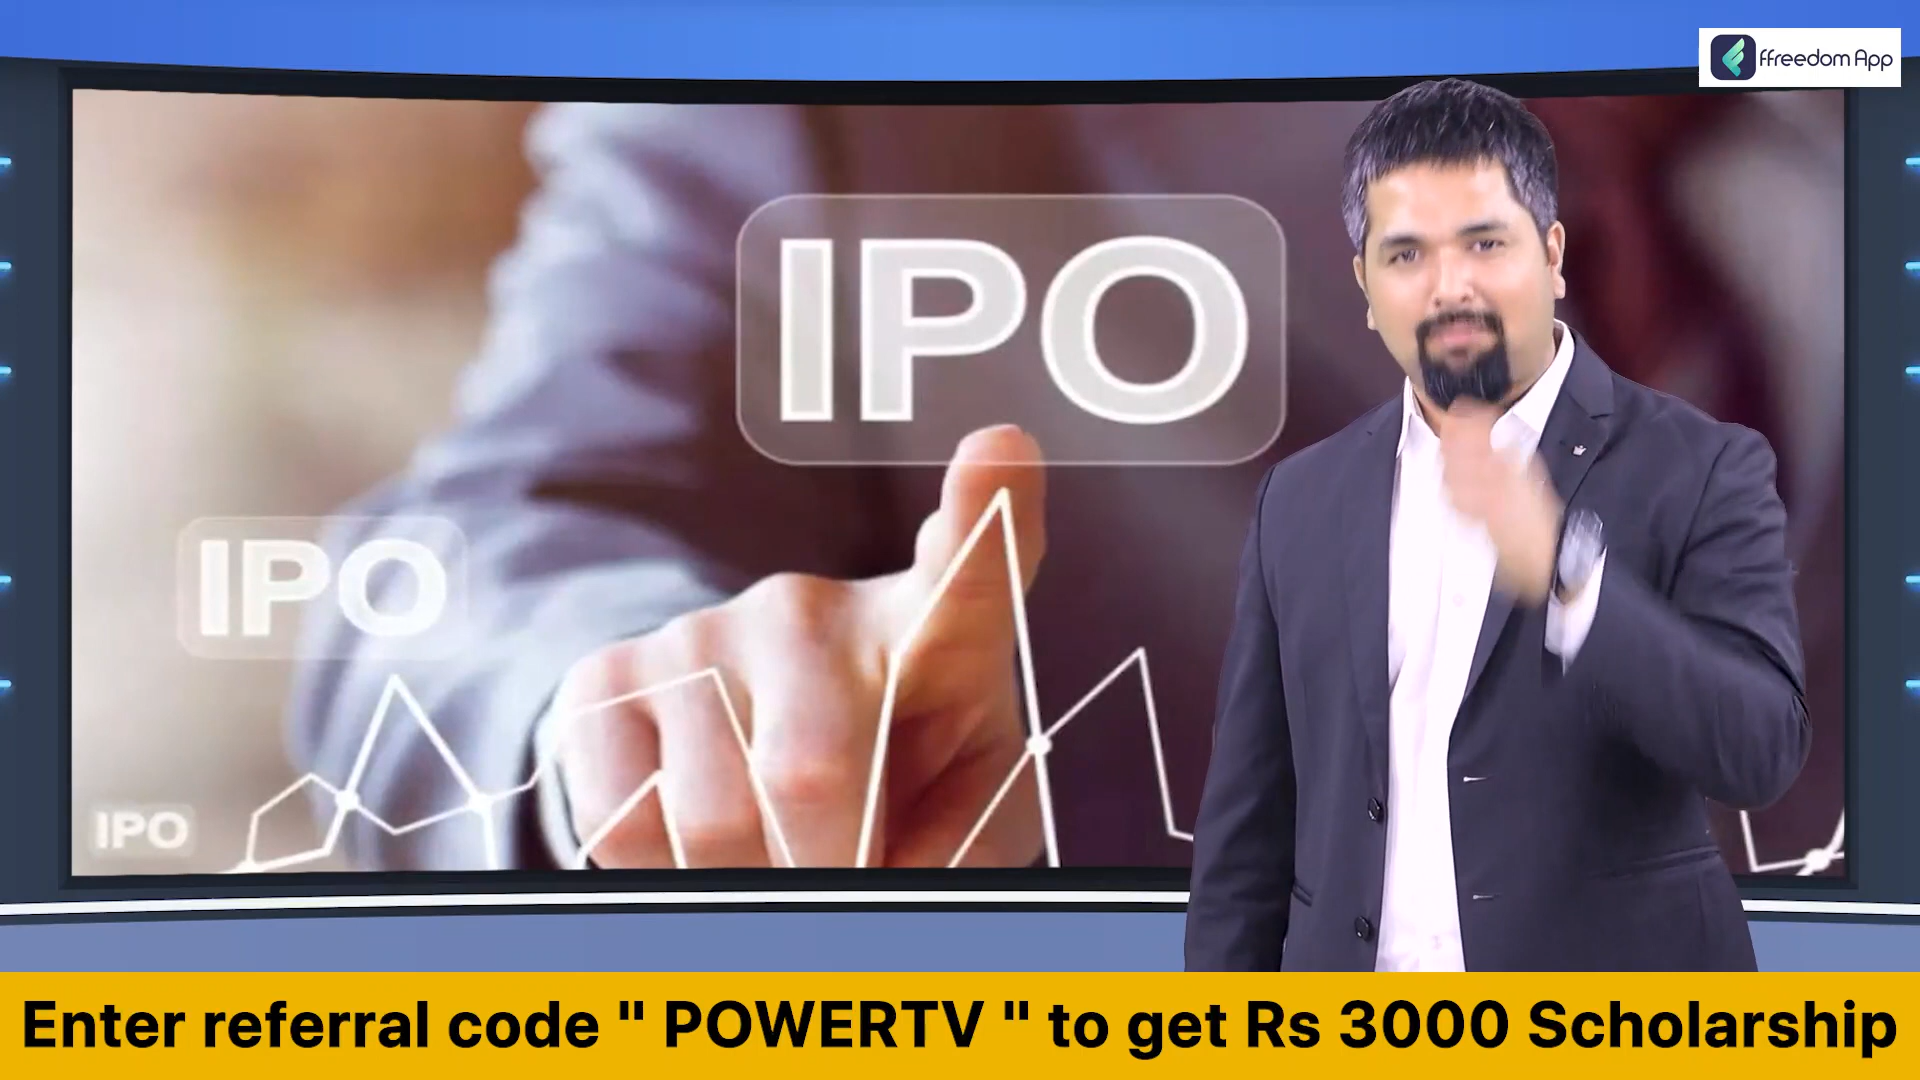 ffreedom App
IPO
IPO
IPO
Enter referral code " POWERTV " to get Rs 3000 Scholarship